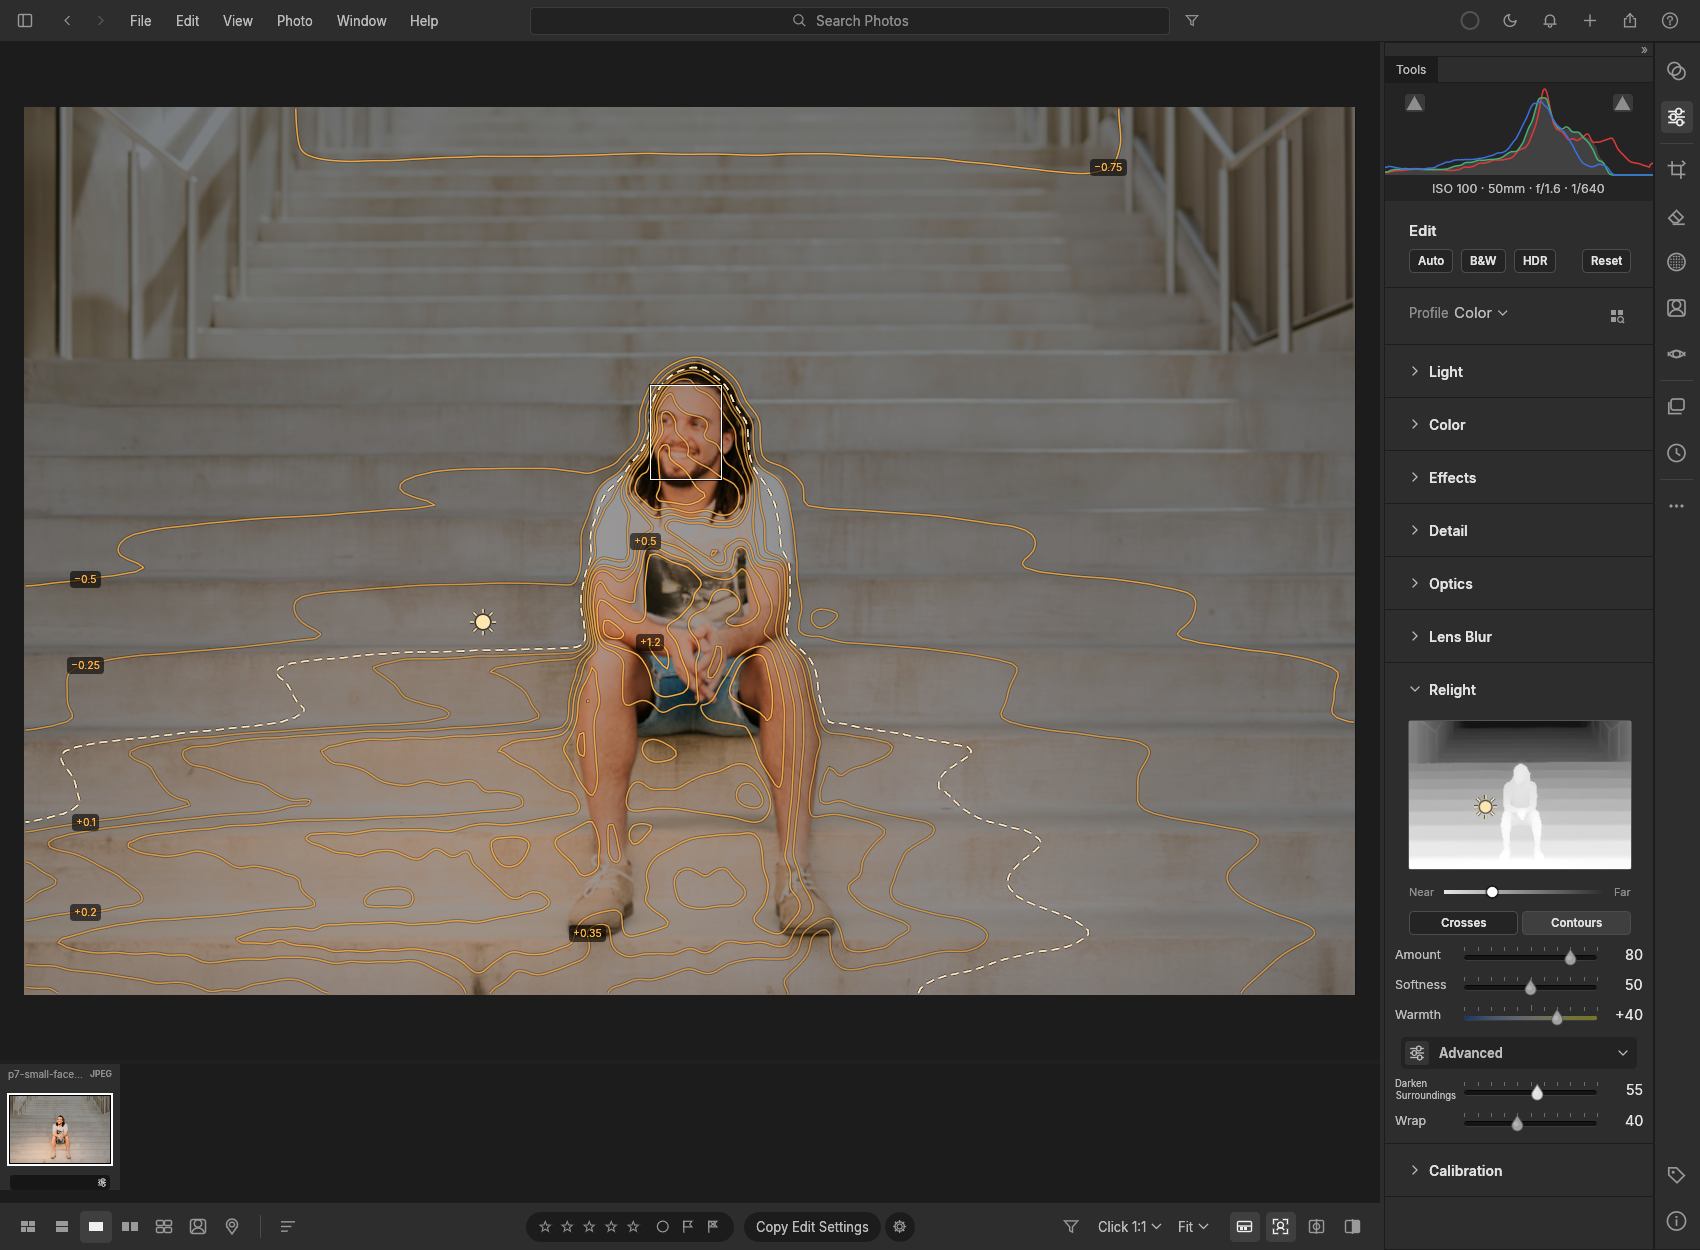 File Edit View Photo Window Help
Search Photos
»
Tools
ISO 100 · 50mm · f/1.6 · 1/640
Edit
Auto B&W HDR Reset
Profile Color
Light
Color
Effects
Detail
Optics
Lens Blur
Relight
Near Far
Crosses Contours
Amount 80
Softness 50
Warmth +40
Advanced
Darken
Surroundings 55
Wrap 40
Calibration
−0.75
+0.5
−0.5
+1.2
−0.25
+0.1
+0.2
+0.35
p7-small-face... JPEG
Copy Edit Settings
Click 1:1 Fit